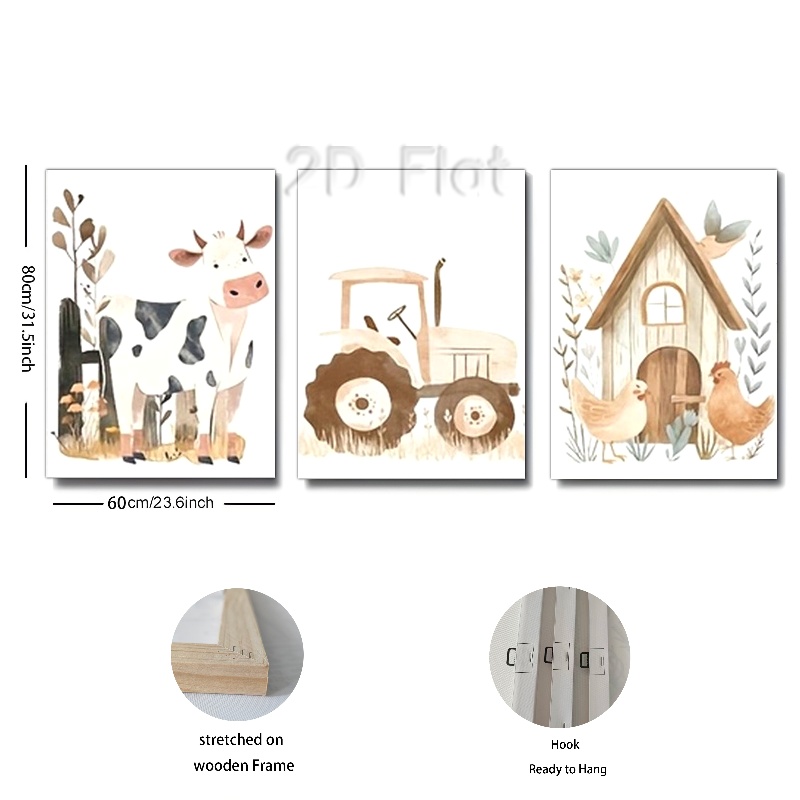 2D Flat
80cm/31.5inch
60cm/23.6inch
stretched on
wooden Frame
Hook
Ready to Hang